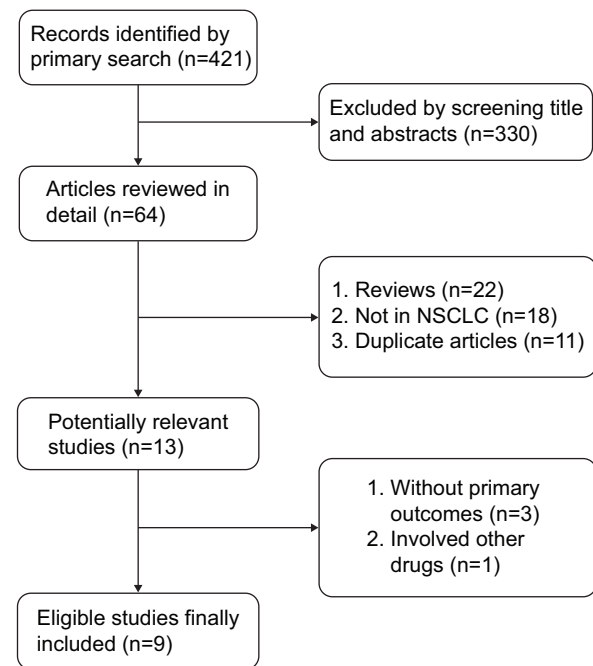 Records identified by
primary search (n=421)
Excluded by screening title
and abstracts (n=330)
Articles reviewed in
detail (n=64)
1. Reviews (n=22)
2. Not in NSCLC (n=18)
3. Duplicate articles (n=11)
Potentially relevant
studies (n=13)
1. Without primary
outcomes (n=3)
2. Involved other
drugs (n=1)
Eligible studies finally
included (n=9)